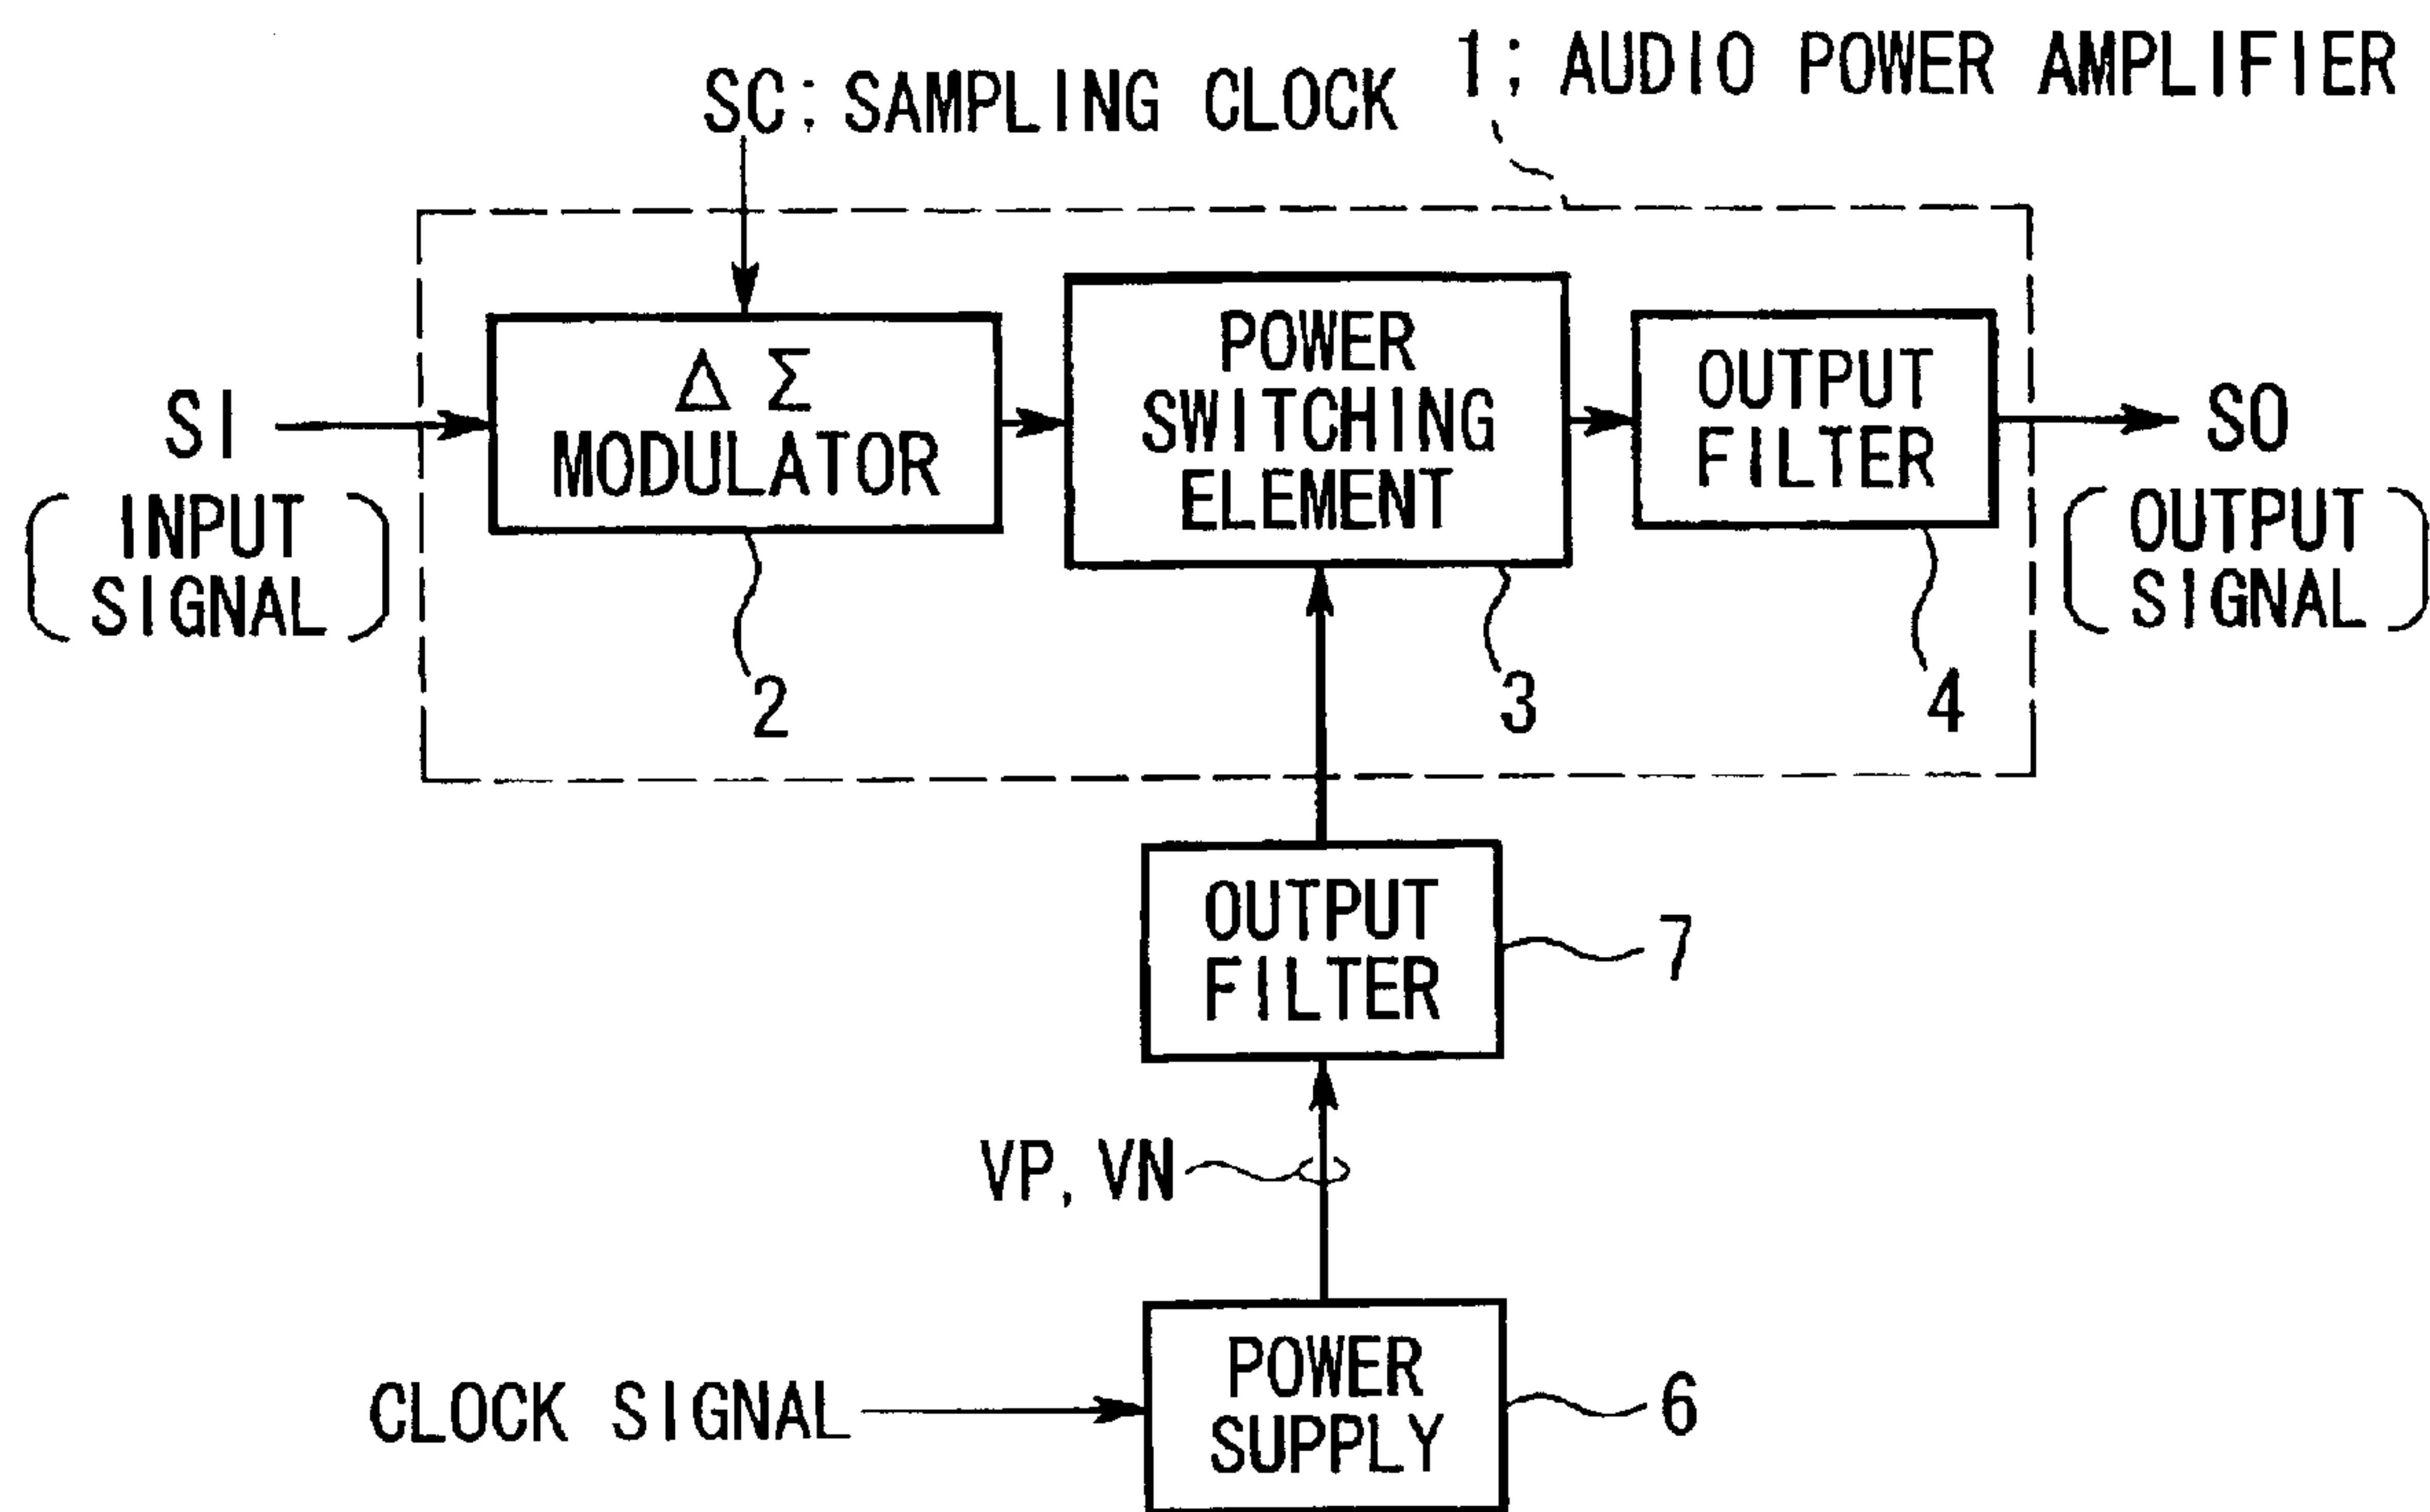 1; AUDIO POWER AMPLIFIER
SC: SAMPLING CLOCK
SI
( INPUT
SIGNAL )
Δ Σ
MODULATOR
2
POWER
SWITCHING
ELEMENT
3
OUTPUT
FILTER
4
SO
( OUTPUT
SIGNAL )
OUTPUT
FILTER
7
VP, VN
CLOCK SIGNAL
POWER
SUPPLY
6